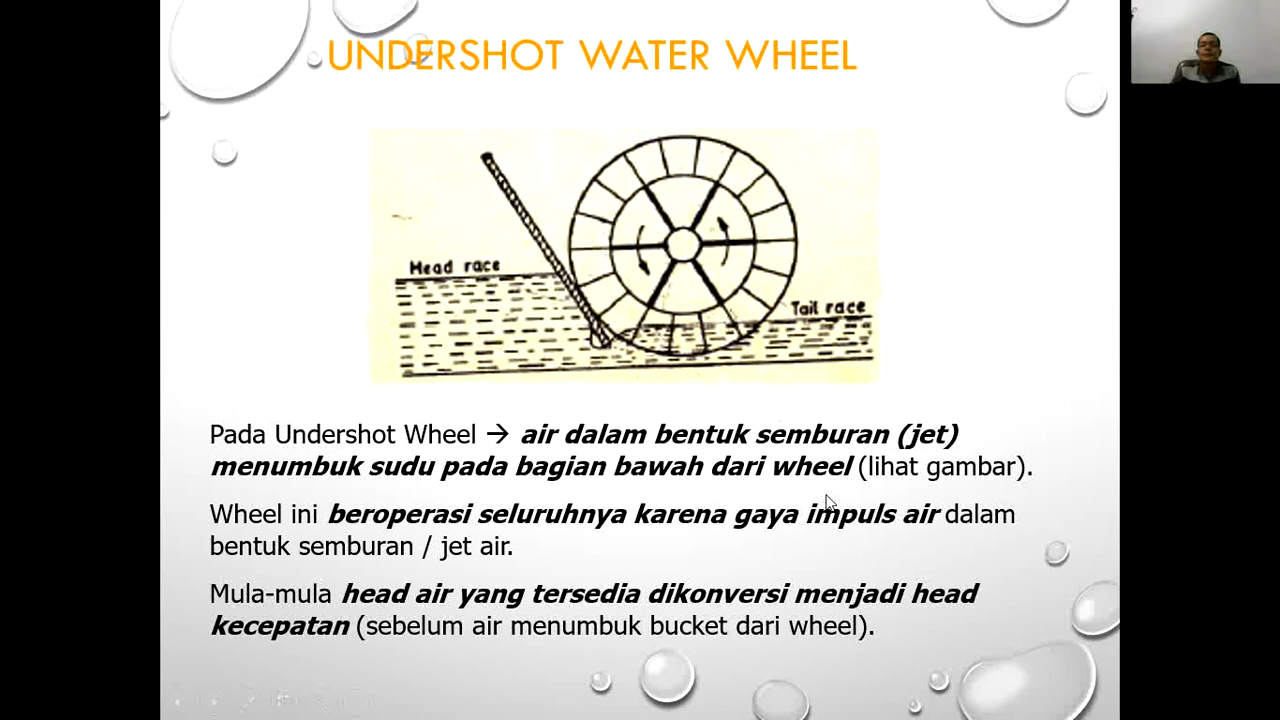 UNDERSHOT WATER WHEEL
Head race
Tail race
Pada Undershot Wheel → air dalam bentuk semburan (jet)
menumbuk sudu pada bagian bawah dari wheel (lihat gambar).
Wheel ini beroperasi seluruhnya karena gaya impuls air dalam
bentuk semburan / jet air.
Mula-mula head air yang tersedia dikonversi menjadi head
kecepatan (sebelum air menumbuk bucket dari wheel).